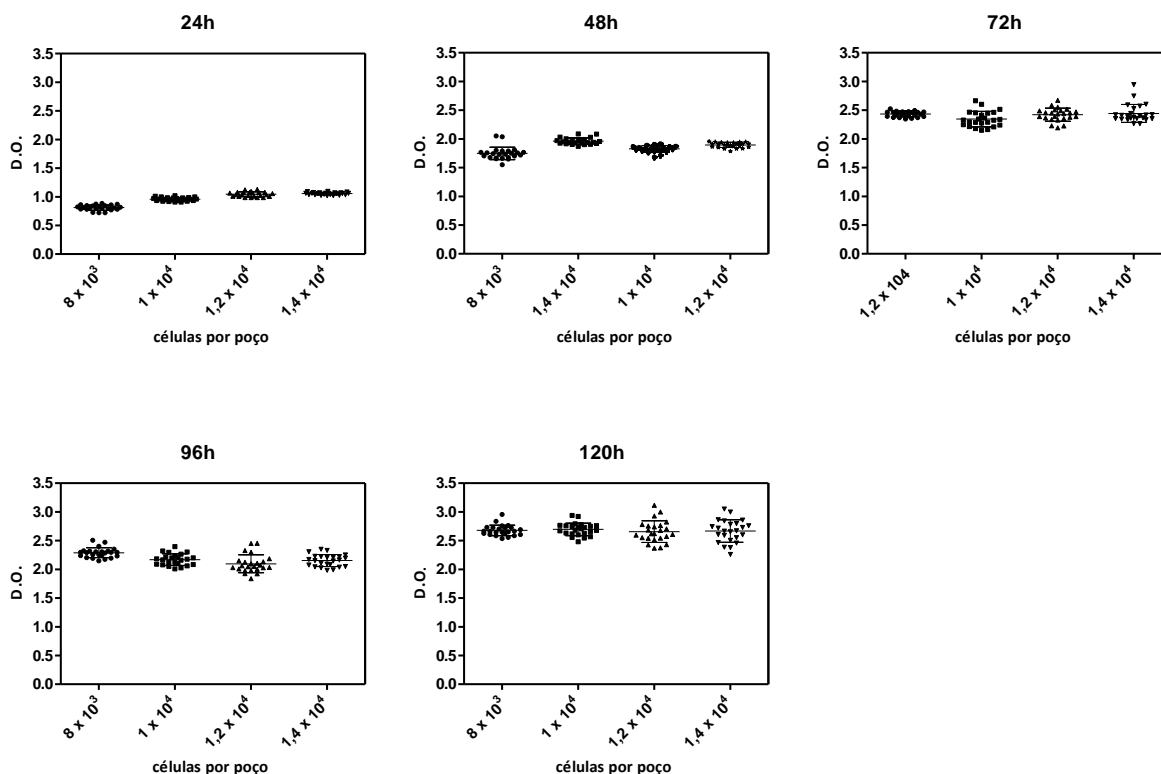 24h
3.5
3.0
2.5
2.0
1.5
1.0
0.5
0.0
D.O.
8 x 10³
1 x 10⁴
1,2 x 10⁴
1,4 x 10⁴
células por poço
48h
3.5
3.0
2.5
2.0
1.5
1.0
0.5
0.0
D.O.
8 x 10³
1,4 x 10⁴
1 x 10⁴
1,2 x 10⁴
células por poço
72h
3.5
3.0
2.5
2.0
1.5
1.0
0.5
0.0
D.O.
1,2 x 104
1 x 10⁴
1,2 x 10⁴
1,4 x 10⁴
células por poço
96h
3.5
3.0
2.5
2.0
1.5
1.0
0.5
0.0
D.O.
8 x 10³
1 x 10⁴
1,2 x 10⁴
1,4 x 10⁴
células por poço
120h
3.5
3.0
2.5
2.0
1.5
1.0
0.5
0.0
D.O.
8 x 10³
1 x 10⁴
1,2 x 10⁴
1,4 x 10⁴
células por poço